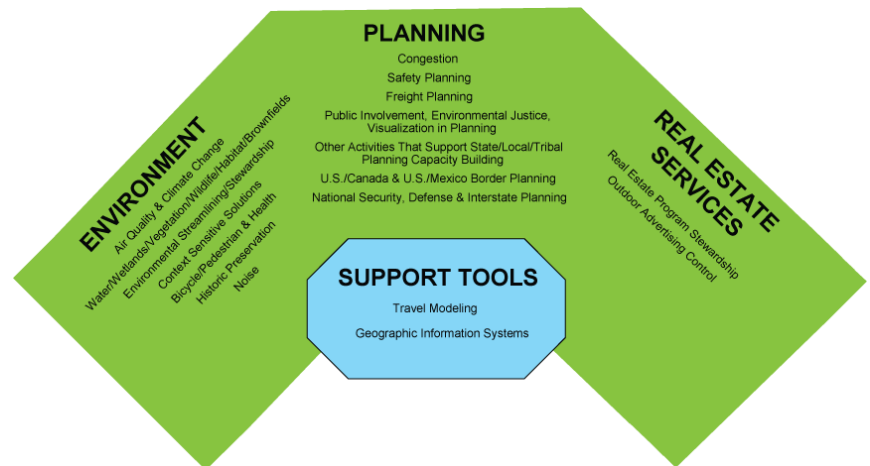 PLANNING
Congestion
Safety Planning
Freight Planning
Public Involvement, Environmental Justice,
Visualization in Planning
Other Activities That Support State/Local/Tribal
Planning Capacity Building
U.S./Canada & U.S./Mexico Border Planning
National Security, Defense & Interstate Planning
ENVIRONMENT
Air Quality & Climate Change
Water/Wetlands/Vegetation/Wildlife/Habitat/Brownfields
Environmental Streamlining/Stewardship
Context Sensitive Solutions
Bicycle/Pedestrian & Health
Historic Preservation
Noise
REAL ESTATE
SERVICES
Real Estate Program Stewardship
Outdoor Advertising Control
SUPPORT TOOLS
Travel Modeling
Geographic Information Systems